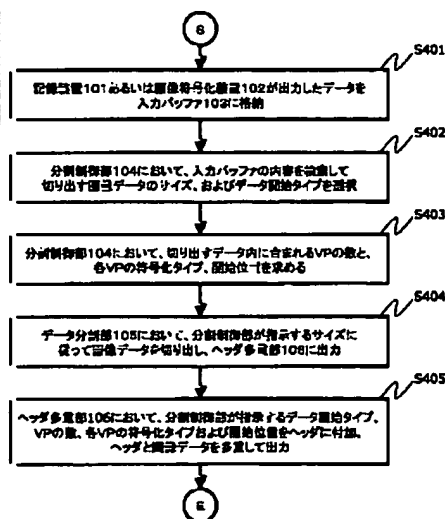 S
S401
記録装置101あるいは画像符号化装置102が出力したデータを
入力バッファ103に格納
S402
分割制御部104において、入力バッファの内容を
切り出す画像データのサイズ、およびデータ開始タイプを選択
S403
分割制御部104において、切り出すデータ内に含まれるVPの数と、
各VPの符号化タイプ、開始位置を求める
S404
データ分割部105において、分割制御部が指示するサイズに
従って画像データを切出し、ヘッダ多重部106に出力
S405
ヘッダ多重部106において、分割制御部が指示するデータ開始タイプ、
VPの数、各VPの符号化タイプおよび開始位置をヘッダに付加、
ヘッダと画像データを多重して出力
E